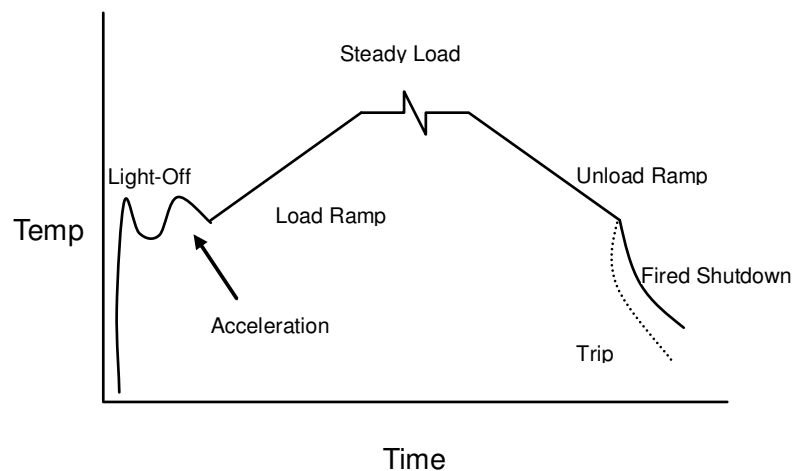 Steady Load
Light-Off
Unload Ramp
Load Ramp
Temp
Fired Shutdown
Acceleration
Trip
Time